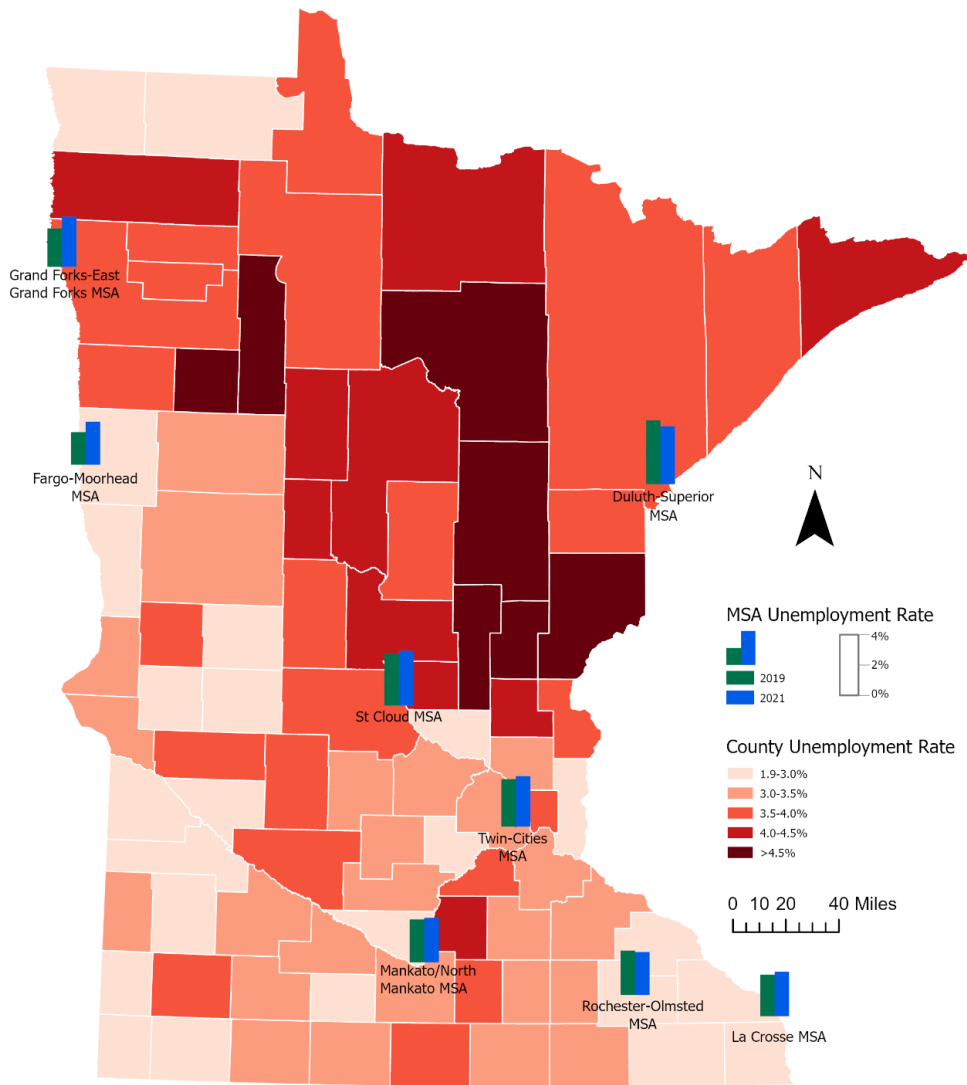 Grand Forks-East
Grand Forks MSA
Fargo-Moorhead
MSA
Duluth-Superior
MSA
N
MSA Unemployment Rate
4%
2%
0%
2019
2021
St Cloud MSA
County Unemployment Rate
1.9-3.0%
3.0-3.5%
3.5-4.0%
4.0-4.5%
>4.5%
Twin-Cities
MSA
0 10 20 40 Miles
Mankato/North
Mankato MSA
Rochester-Olmsted
MSA
La Crosse MSA